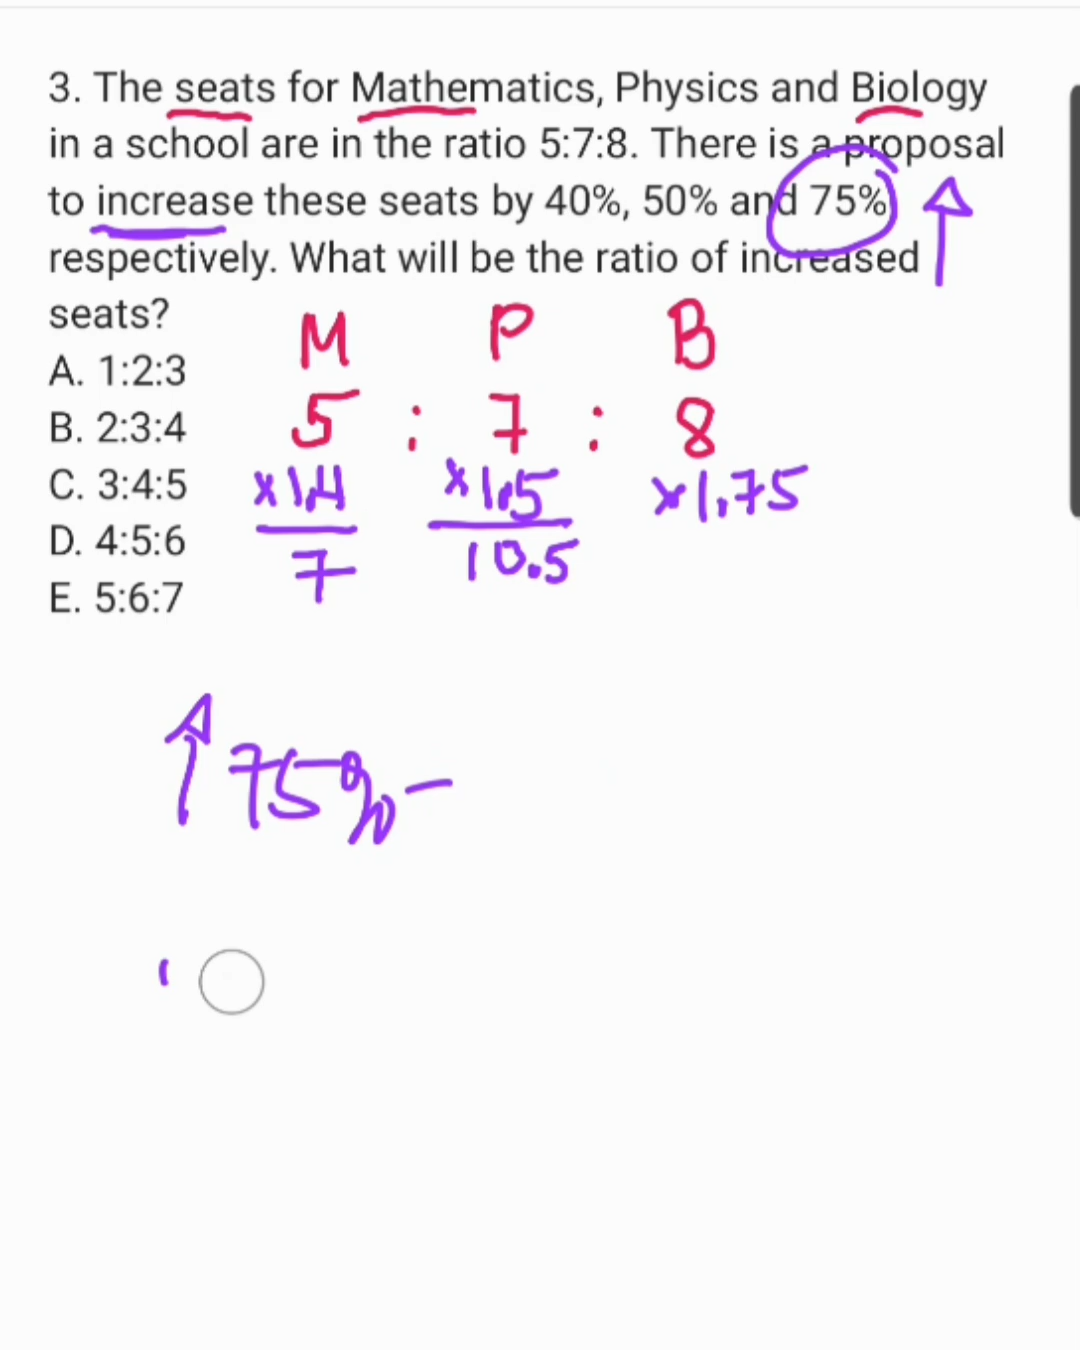 3. The seats for Mathematics, Physics and Biology
in a school are in the ratio 5:7:8. There is a proposal
to increase these seats by 40%, 50% and 75%
respectively. What will be the ratio of increased
seats?
A. 1:2:3
B. 2:3:4
C. 3:4:5
D. 4:5:6
E. 5:6:7
M P B
5 : 7 : 8
×1.4 ×1.5 ×1.75
7 10.5
75%-